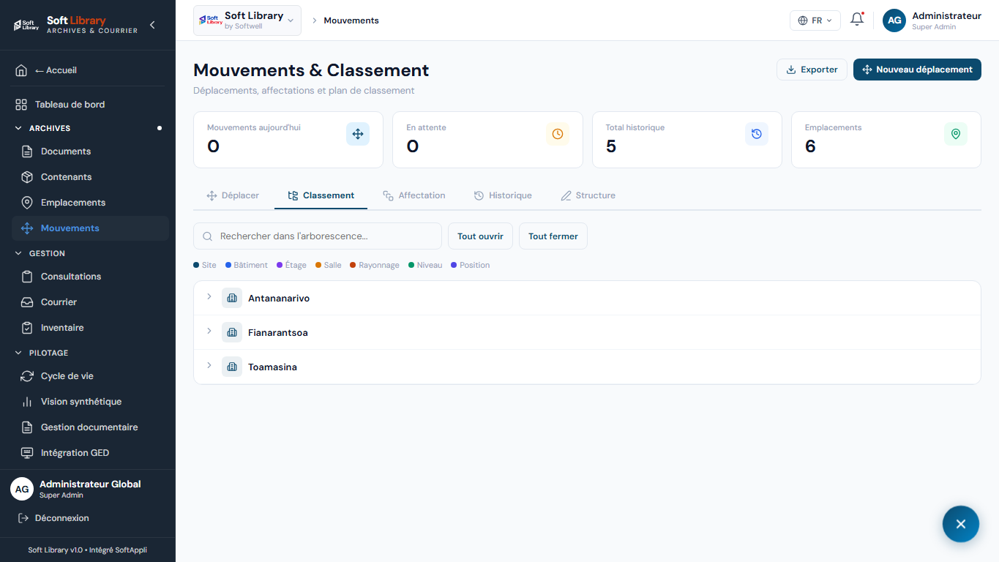 Soft Library
Soft Library
ARCHIVES & COURRIER
← Accueil
Tableau de bord
ARCHIVES
Documents
Contenants
Emplacements
Mouvements
GESTION
Consultations
Courrier
Inventaire
PILOTAGE
Cycle de vie
Vision synthétique
Gestion documentaire
Intégration GED
AG
Administrateur Global
Super Admin
Déconnexion
Soft Library v1.0 • Intégré SoftAppli
Soft Library
Soft Library
by Softwell
Mouvements
FR
AG
Administrateur
Super Admin
Mouvements & Classement
Déplacements, affectations et plan de classement
Exporter
Nouveau déplacement
Mouvements aujourd'hui
0
En attente
0
Total historique
5
Emplacements
6
Déplacer
Classement
Affectation
Historique
Structure
Rechercher dans l'arborescence...
Tout ouvrir
Tout fermer
Site
Bâtiment
Étage
Salle
Rayonnage
Niveau
Position
Antananarivo
Fianarantsoa
Toamasina